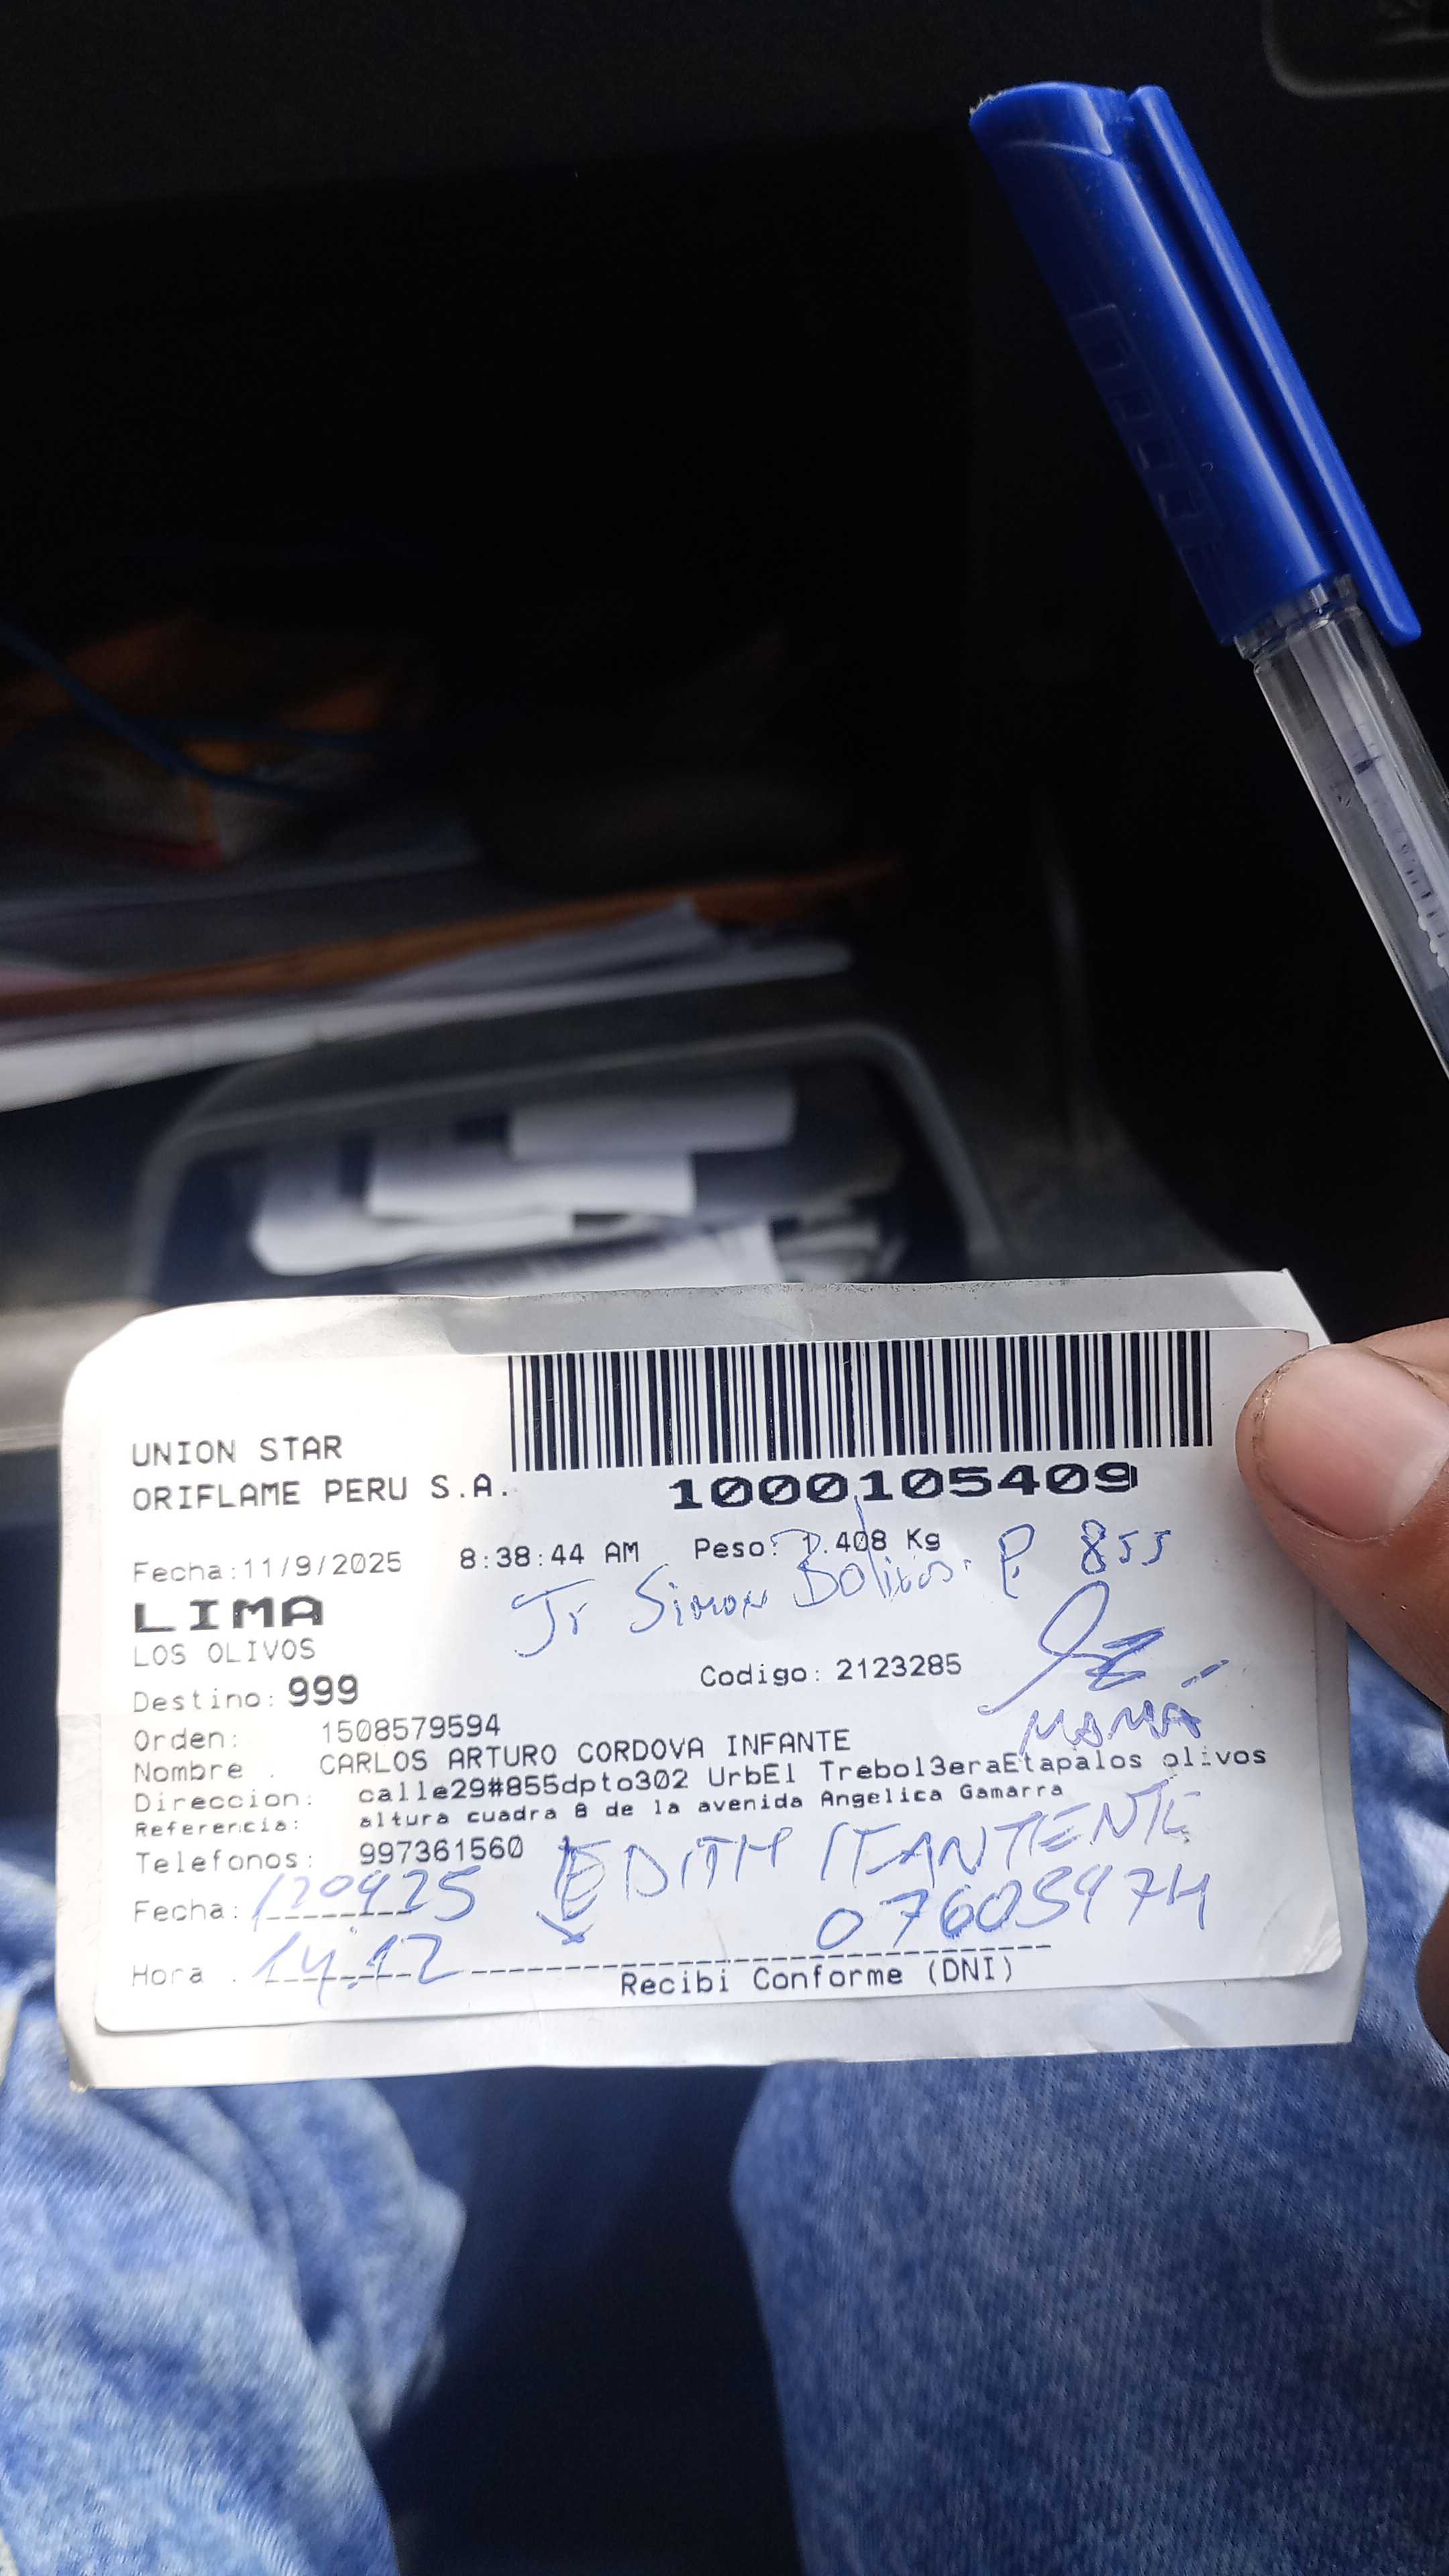 UNION STAR
ORIFLAME PERU S.A.
1000105409
Fecha:11/9/2025 8:38:44 AM Peso: 1.408 Kg
Jr Simon Bolivar P. 855
LIMA
LOS OLIVOS
Destino: 999 Codigo: 2123285
MAMÁ
Orden: 1508579594
Nombre : CARLOS ARTURO CORDOVA INFANTE
Direccion: calle29#855dpto302 UrbEl Trebol3eraEtapalos olivos
Referencia: altura cuadra 8 de la avenida Angelica Gamarra
Telefonos: 997361560
EDITH
Fecha: 120925
Hora : 14.12
Recibi Conforme (DNI)